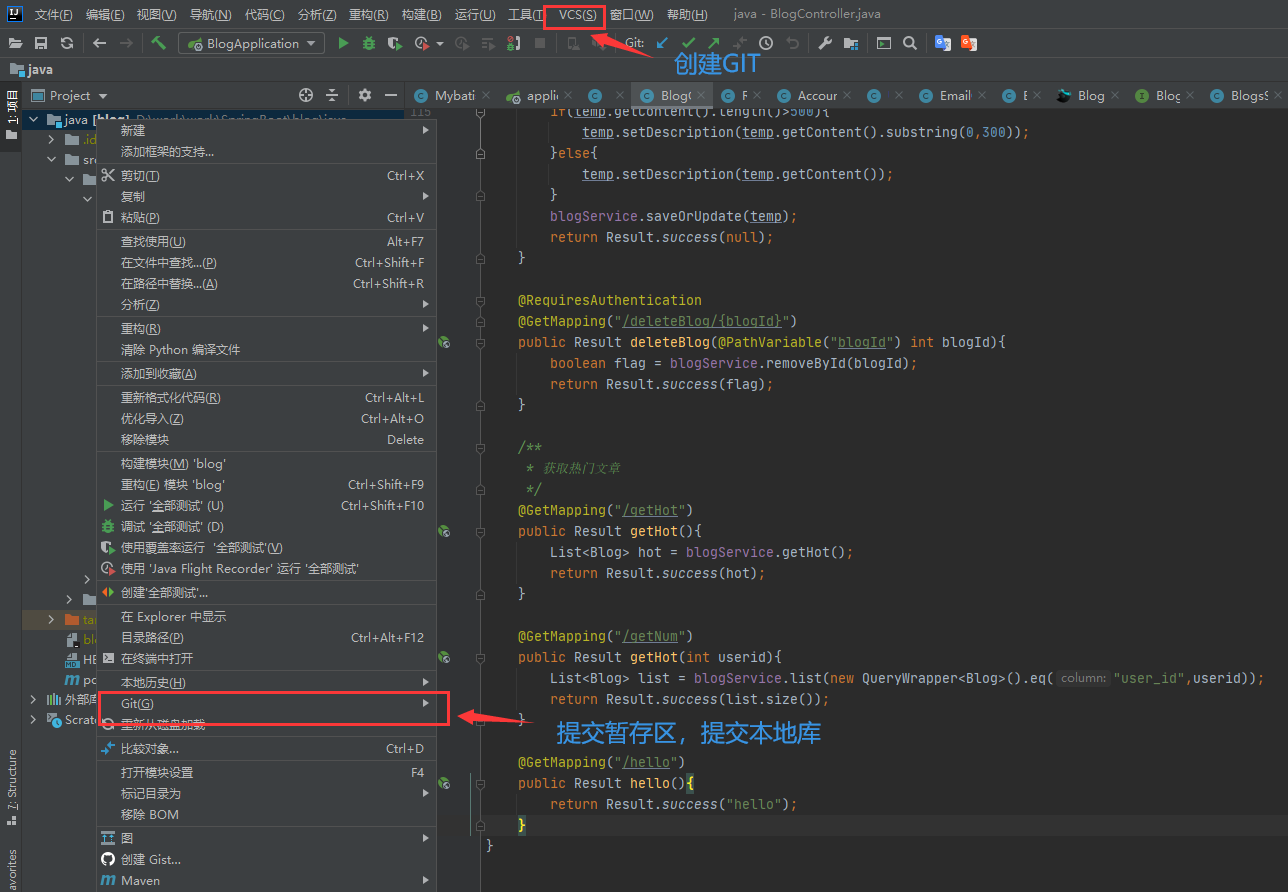 文件(F) 编辑(E) 视图(V) 导航(N) 代码(C) 分析(Z) 重构(R) 构建(B) 运行(U) 工具(T VCS(S) 窗口(W) 帮助(H) java - BlogController.java
BlogApplication Git:
创建GIT
java
1: 项目
Project
Mybati appli Blog F Accour Email E Blog Blog BlogsS
115
java [blog] D:\work\work\SpringBoot\blog\java
.id
src
tar
blo
HE
po
外部库
Scratc
7: Structure
avorites
新建
添加框架的支持...
剪切(T) Ctrl+X
复制
粘贴(P) Ctrl+V
查找使用(U) Alt+F7
在文件中查找...(P) Ctrl+Shift+F
在路径中替换...(A) Ctrl+Shift+R
分析(Z)
重构(R)
清除 Python 编译文件
添加到收藏(A)
重新格式化代码(R) Ctrl+Alt+L
优化导入(Z) Ctrl+Alt+O
移除模块 Delete
构建模块(M) 'blog'
重构(E) 模块 'blog' Ctrl+Shift+F9
运行 '全部测试' (U) Ctrl+Shift+F10
调试 '全部测试' (D)
使用覆盖率运行 '全部测试'(V)
使用 'Java Flight Recorder' 运行 '全部测试'
创建'全部测试'...
在 Explorer 中显示
目录路径(P) Ctrl+Alt+F12
在终端中打开
本地历史(H)
Git(G)
重新从磁盘加载
比较对象... Ctrl+D
打开模块设置 F4
标记目录为
移除 BOM
图
创建 Gist...
Maven
if(temp.getContent().length()>500){
temp.setDescription(temp.getContent().substring(0,300));
}else{
temp.setDescription(temp.getContent());
}
blogService.saveOrUpdate(temp);
return Result.success(null);
}
@RequiresAuthentication
@GetMapping("/deleteBlog/{blogId}")
public Result deleteBlog(@PathVariable("blogId") int blogId){
boolean flag = blogService.removeById(blogId);
return Result.success(flag);
}
/**
* 获取热门文章
*/
@GetMapping("/getHot")
public Result getHot(){
List<Blog> hot = blogService.getHot();
return Result.success(hot);
}
@GetMapping("/getNum")
public Result getHot(int userid){
List<Blog> list = blogService.list(new QueryWrapper<Blog>().eq( column: "user_id",userid));
return Result.success(list.size());
}
提交暂存区，提交本地库
@GetMapping("/hello")
public Result hello(){
return Result.success("hello");
}
}